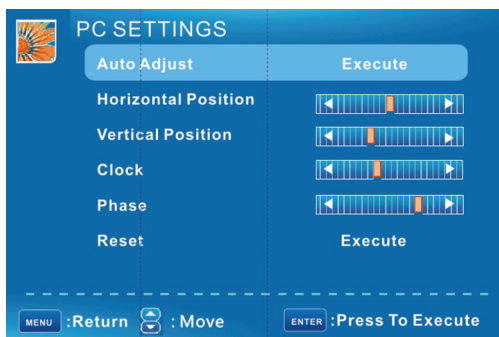 PC SETTINGS
Auto Adjust Execute
Horizontal Position
Vertical Position
Clock
Phase
Reset Execute
MENU :Return : Move ENTER :Press To Execute